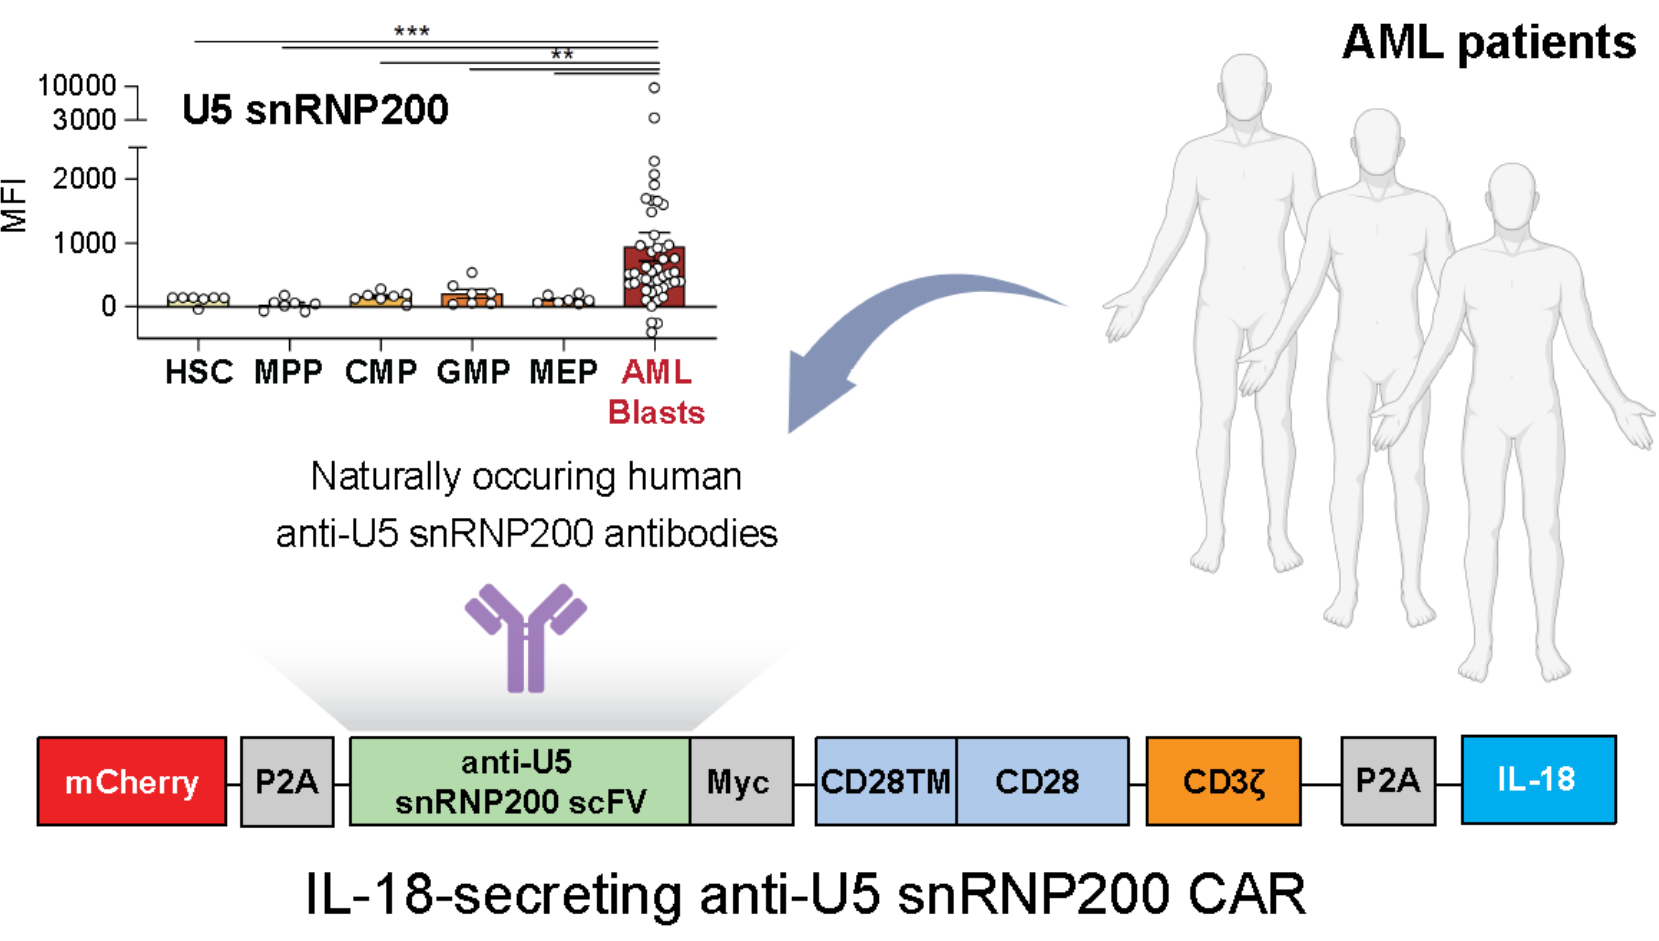 AML patients
***
**
U5 snRNP200
MFI
10000
3000
2000
1000
0
HSC MPP CMP GMP MEP AML
Blasts
Naturally occuring human
anti-U5 snRNP200 antibodies
mCherry
P2A
anti-U5
snRNP200 scFV
Myc
CD28TM
CD28
CD3ζ
P2A
IL-18
IL-18-secreting anti-U5 snRNP200 CAR